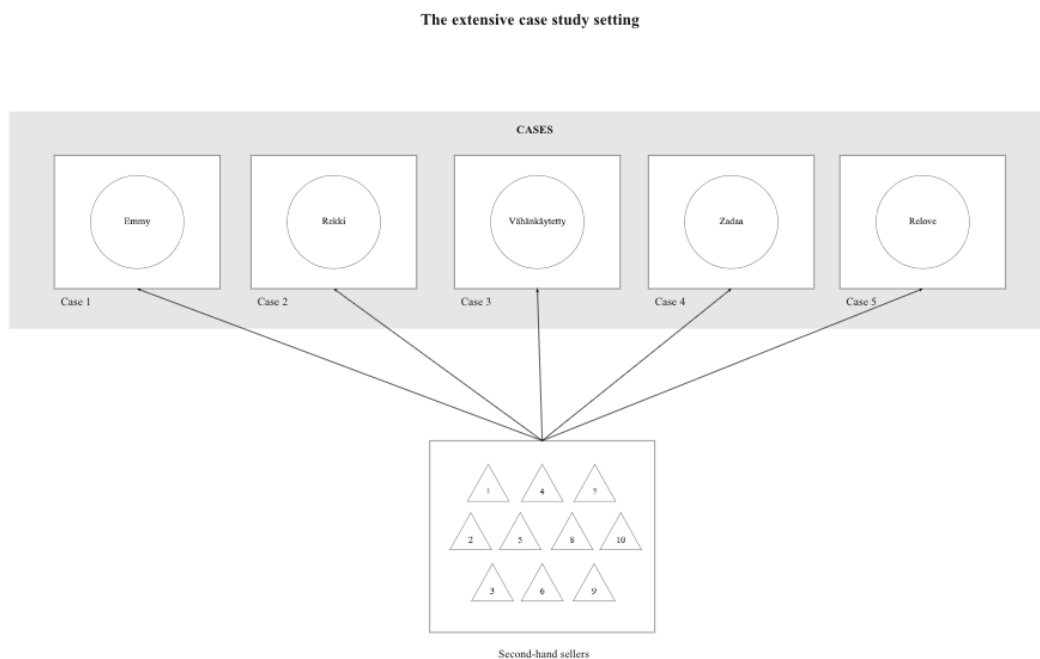 The extensive case study setting
CASES
Emmy
Rekki
Vähänkäytetty
Zadaa
Relove
Case 1
Case 2
Case 3
Case 4
Case 5
1
4
7
2
5
8
10
3
6
9
Second-hand sellers